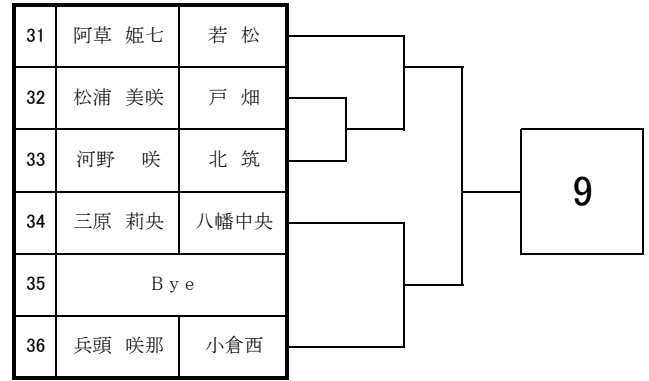 31 阿草 姫七 若 松
32 松浦 美咲 戸 畑
33 河野 咲 北 筑
34 三原 莉央 八幡中央
35 Bye
36 兵頭 咲那 小倉西
9